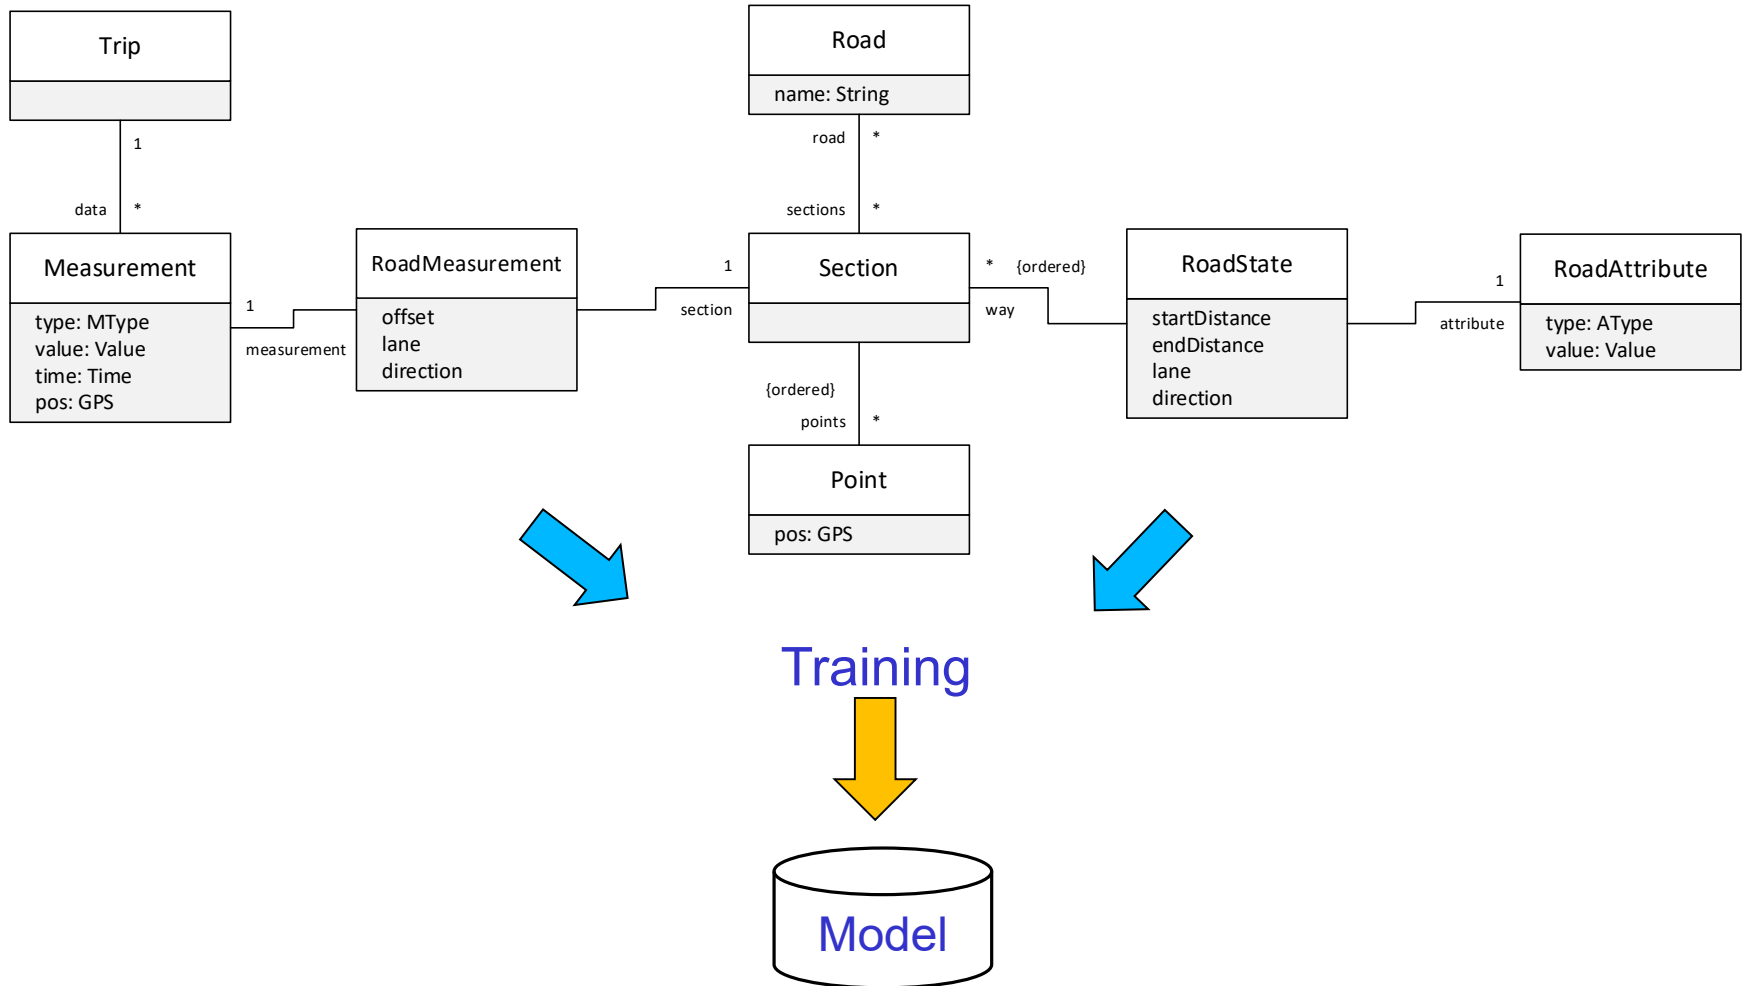 Trip
Road
name: String
1
road *
data *
sections *
Measurement
type: MType
value: Value
time: Time
pos: GPS
1
measurement
RoadMeasurement
offset
lane
direction
1
section
Section
* {ordered}
way
RoadState
startDistance
endDistance
lane
direction
1
attribute
RoadAttribute
type: AType
value: Value
{ordered}
points *
Point
pos: GPS
Training
Model